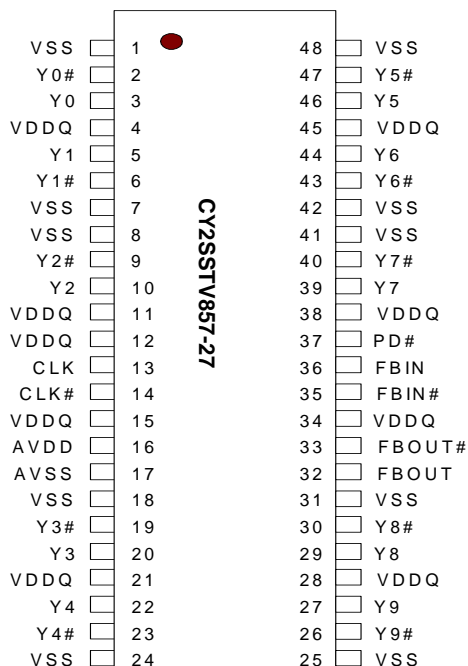 VSS 1 48 VSS
Y0# 2 47 Y5#
Y0 3 46 Y5
VDDQ 4 45 VDDQ
Y1 5 44 Y6
Y1# 6 43 Y6#
VSS 7 42 VSS
VSS 8 41 VSS
Y2# 9 40 Y7#
Y2 10 39 Y7
VDDQ 11 38 VDDQ
VDDQ 12 37 PD#
CLK 13 36 FBIN
CLK# 14 35 FBIN#
VDDQ 15 34 VDDQ
AVDD 16 33 FBOUT#
AVSS 17 32 FBOUT
VSS 18 31 VSS
Y3# 19 30 Y8#
Y3 20 29 Y8
VDDQ 21 28 VDDQ
Y4 22 27 Y9
Y4# 23 26 Y9#
VSS 24 25 VSS
CY2SSTV857-27